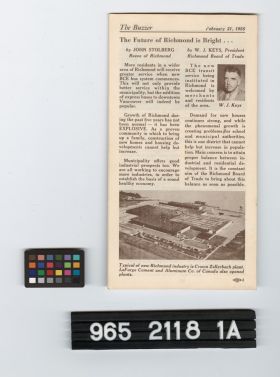 The Buzzer
February 21, 1958
The Future of Richmond is Bright . . .
by JOHN STOLBERG
Reeve of Richmond
More residents in a wider
area of Richmond will receive
greater service when new
BCE bus system commences.
This will not only provide
better service within the
municipality, but the addition
of express buses to downtown
Vancouver will indeed be
popular.
Growth of Richmond dur-
ing the past five years has not
been normal — it has been
EXPLOSIVE. As a proven
community in which to bring
up a family, construction of
new homes and housing de-
velopments cannot help but
increase.
Municipality offers good
industrial prospects too. We
are all working to encourage
more industries, in order to
establish the basis of a sound
healthy economy.
by W. J. KEYS, President
Richmond Board of Trade
The new
BCE Transit
service being
instituted in
Richmond is
welcomed by
merchants
and residents
of the area.
W. J. Keys
Demand for new houses
continues strong, and while
the phenomenal growth is
creating problems for school
and municipal authorities,
this is one district that cannot
help but increase in popula-
tion. Main concern is to attain
proper balance between in-
dustrial and residential de-
velopment. It is the constant
aim of the Richmond Board
of Trade to bring about this
balance as soon as possible.
Typical of new Richmond industry is Crown Zellerbach plant.
LaFarge Cement and Aluminum Co. of Canada also opened
plants.
965 2118 1A